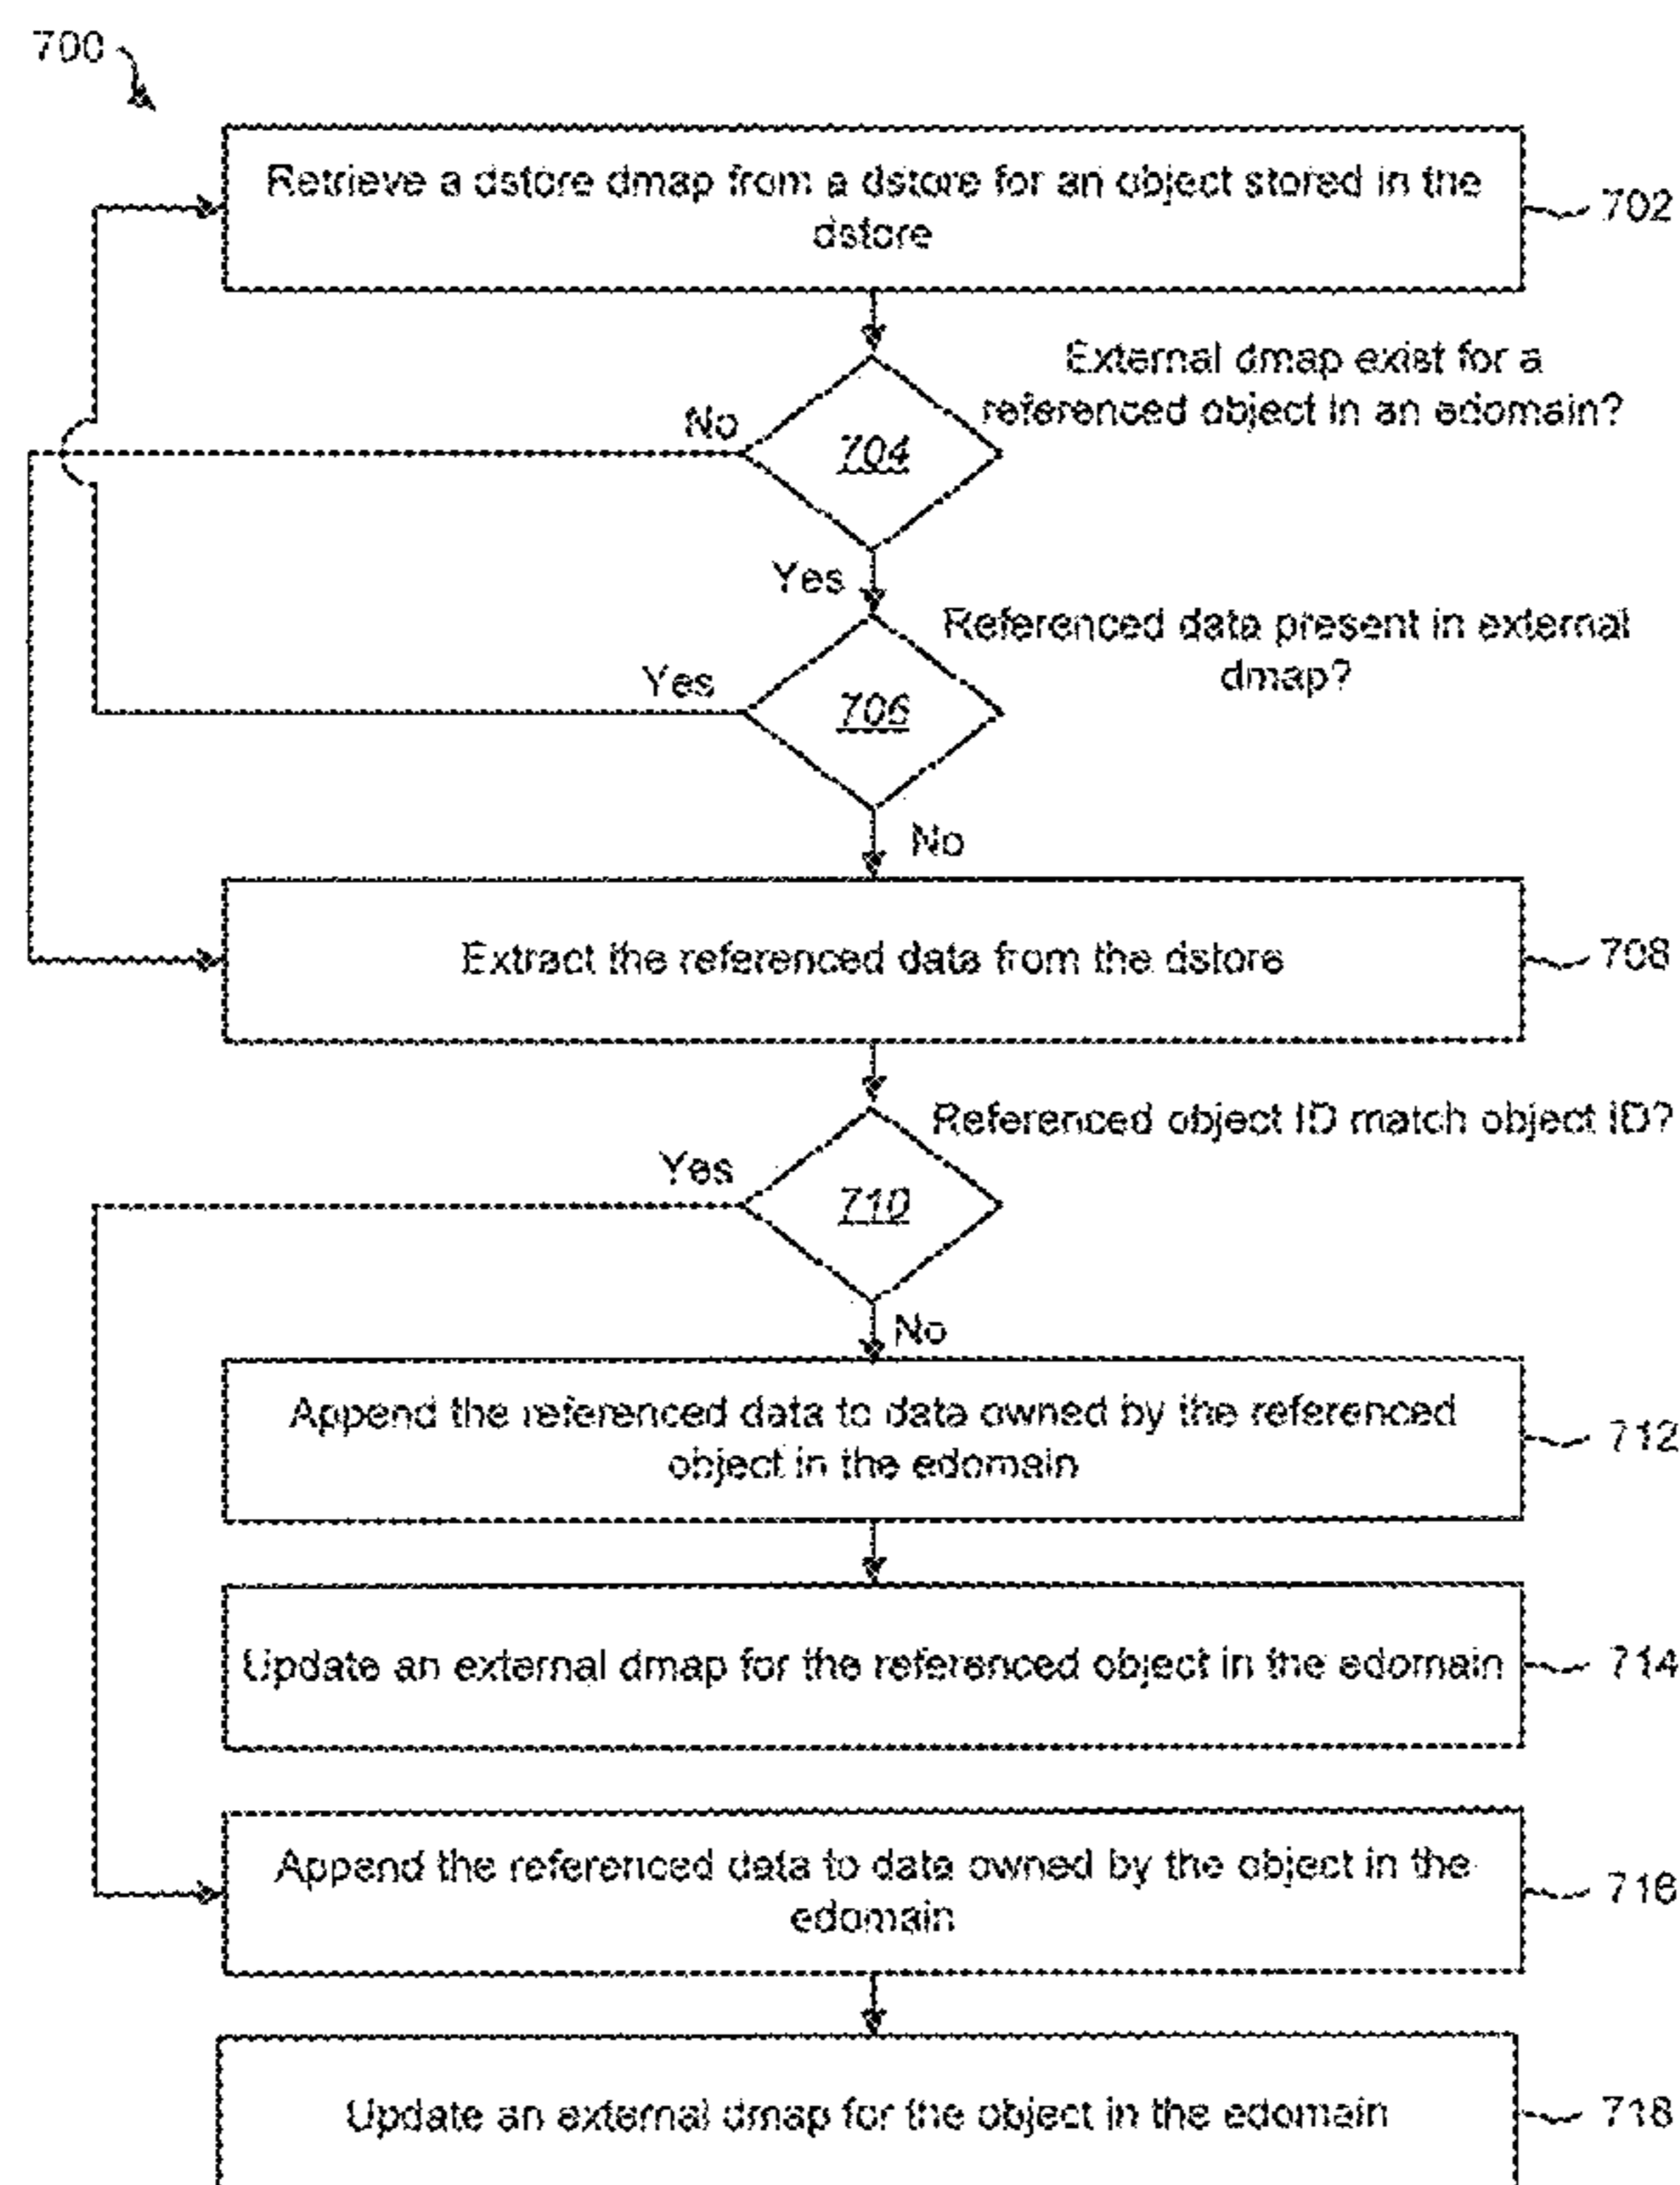 700
Retrieve a dstore dmap from a dstore for an object stored in the
dstore
702
External dmap exist for a
referenced object in an edomain?
No
704
Yes
Referenced data present in external
dmap?
Yes
706
No
Extract the referenced data from the dstore
708
Referenced object ID match object ID?
Yes
710
No
Append the referenced data to data owned by the referenced
object in the edomain
712
Update an external dmap for the referenced object in the edomain
714
Append the referenced data to data owned by the object in the
edomain
716
Update an external dmap for the object in the edomain
718